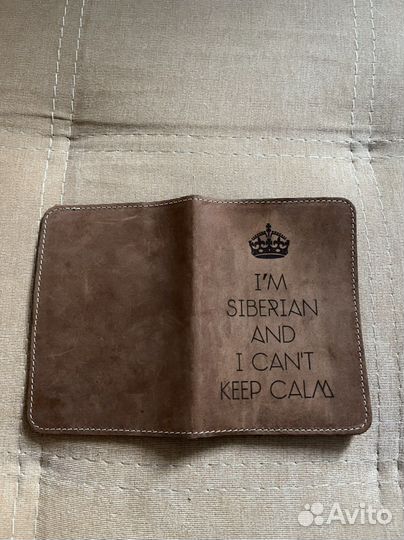 I'M
SIBERIAN
AND
I CAN'T
KEEP CALM
Avito